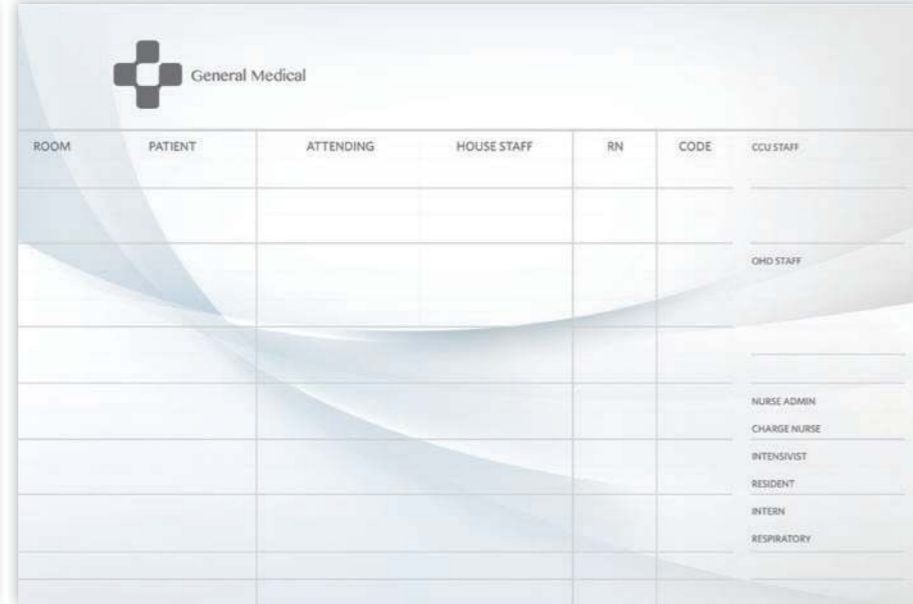 General Medical
ROOM PATIENT ATTENDING HOUSE STAFF RN CODE CCU STAFF
OHD STAFF
NURSE ADMIN
CHARGE NURSE
INTENSIVIST
RESIDENT
INTERN
RESPIRATORY